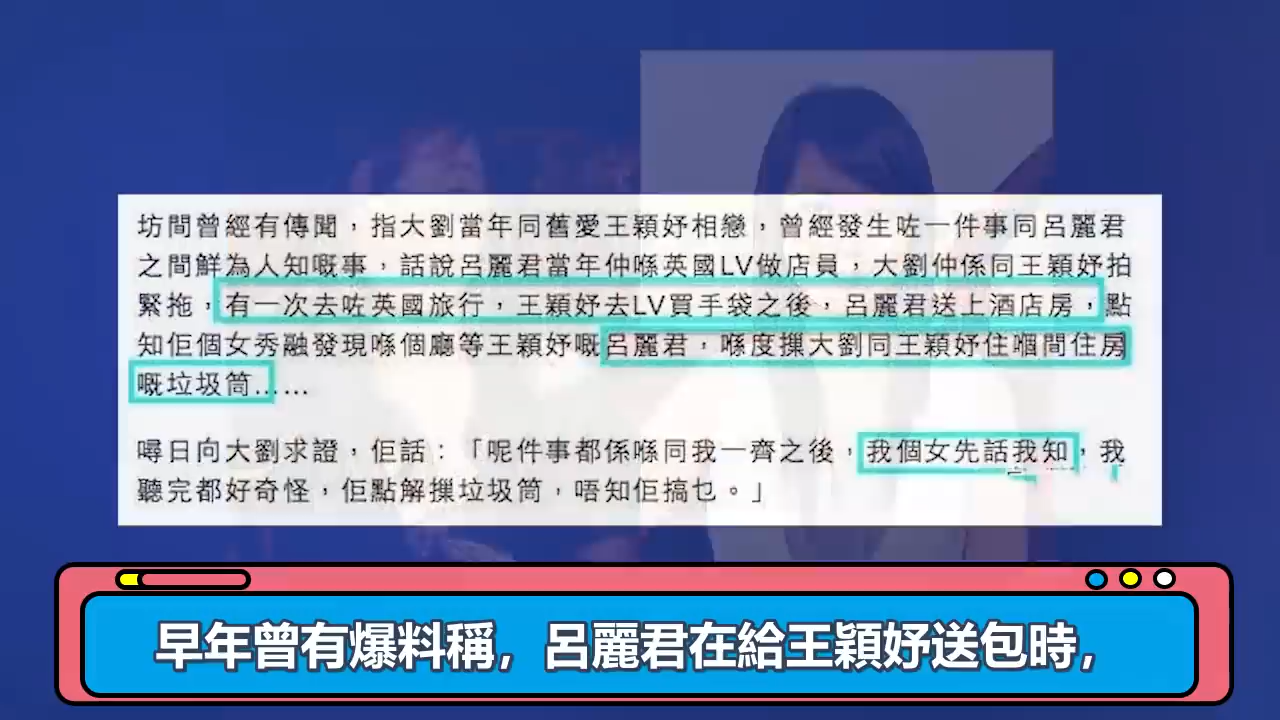 坊間曾經有傳聞，指大劉當年同舊愛王穎妤相戀，曾經發生咗一件事同呂麗君
之間鮮為人知嘅事，話說呂麗君當年仲喺英國LV做店員，大劉仲係同王穎妤拍
緊拖，有一次去咗英國旅行，王穎妤去LV買手袋之後，呂麗君送上酒店房，點
知佢個女秀融發現喺個廳等王穎妤嘅呂麗君，喺度摷大劉同王穎妤住嗰間住房
嘅垃圾筒……
噚日向大劉求證，佢話：「呢件事都係喺同我一齊之後，我個女先話我知，我
聽完都好奇怪，佢點解摷垃圾筒，唔知佢搞乜。」
早年曾有爆料稱，呂麗君在給王穎妤送包時，